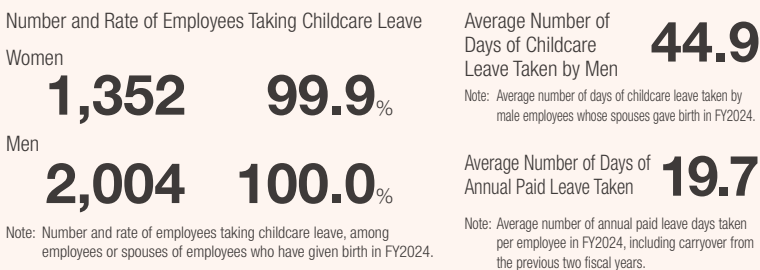 Number and Rate of Employees Taking Childcare Leave
Women
1,352 99.9%
Men
2,004 100.0%
Note: Number and rate of employees taking childcare leave, among
employees or spouses of employees who have given birth in FY2024.
Average Number of
Days of Childcare
Leave Taken by Men
44.9
Note: Average number of days of childcare leave taken by
male employees whose spouses gave birth in FY2024.
Average Number of Days of
Annual Paid Leave Taken
19.7
Note: Average number of annual paid leave days taken
per employee in FY2024, including carryover from
the previous two fiscal years.